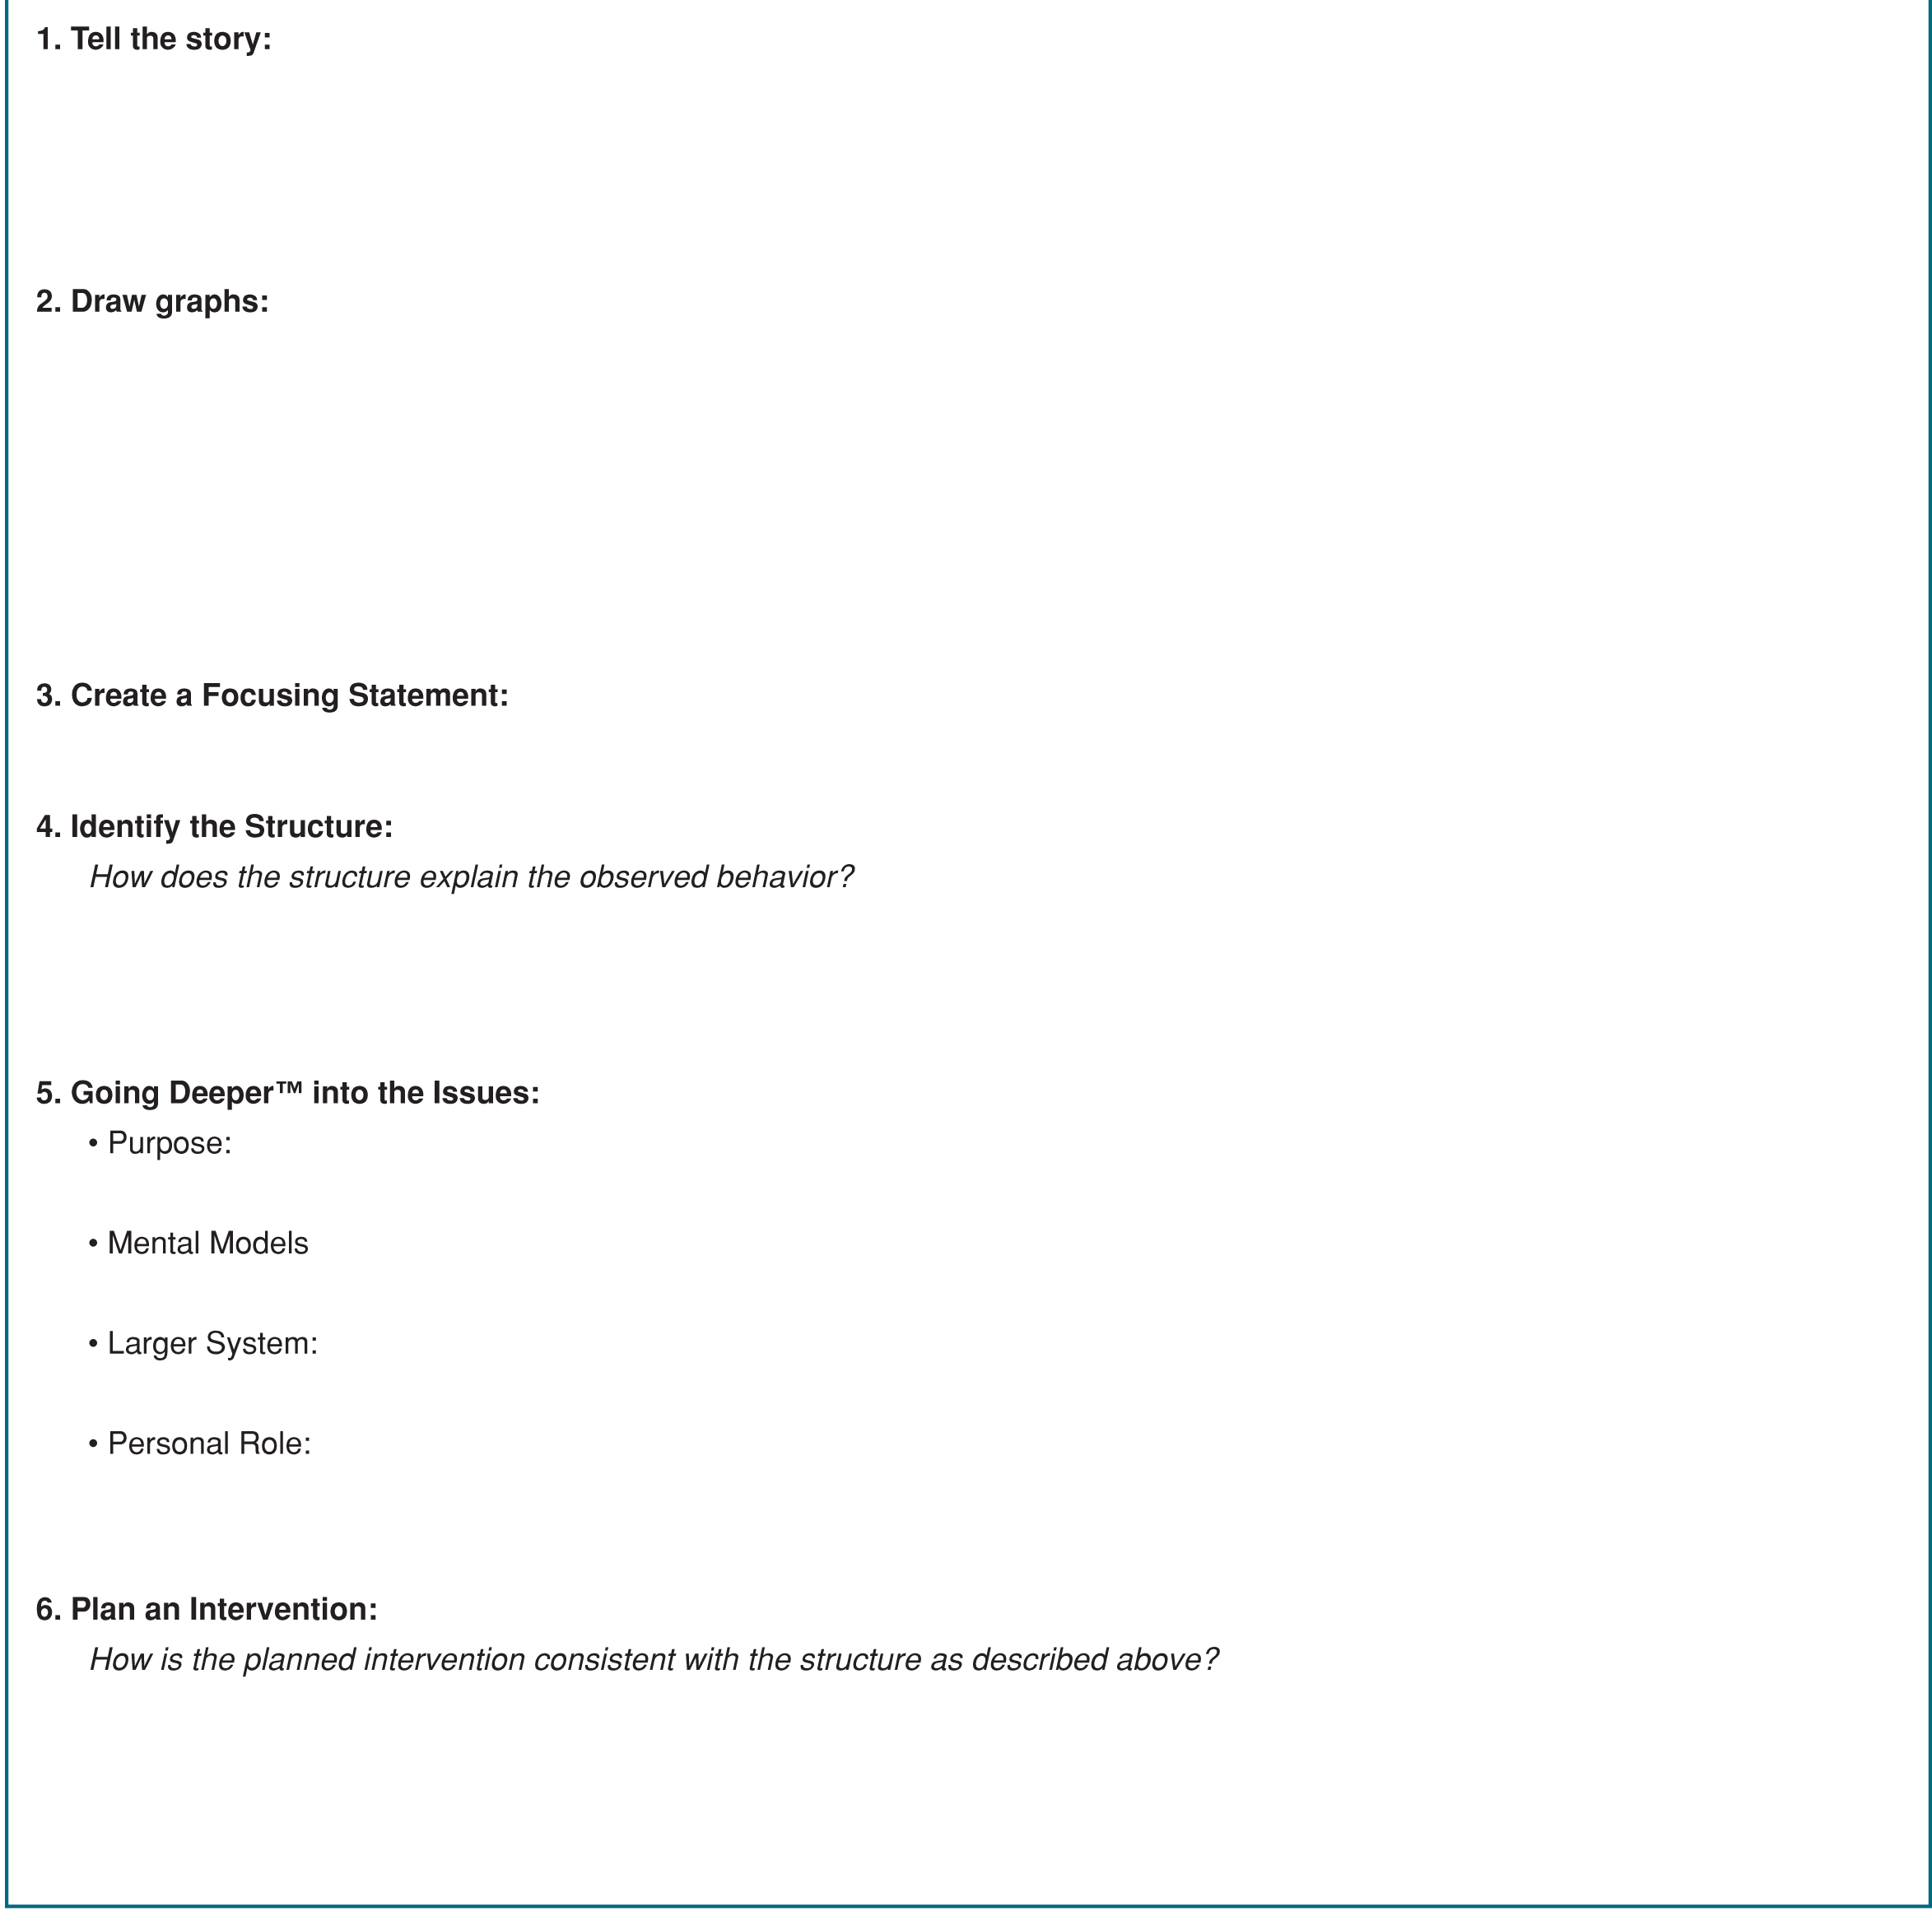 1. Tell the story:
2. Draw graphs:
3. Create a Focusing Statement:
4. Identify the Structure:
How does the structure explain the observed behavior?
5. Going Deeper™ into the Issues:
• Purpose:
• Mental Models
• Larger System:
• Personal Role:
6. Plan an Intervention:
How is the planned intervention consistent with the structure as described above?